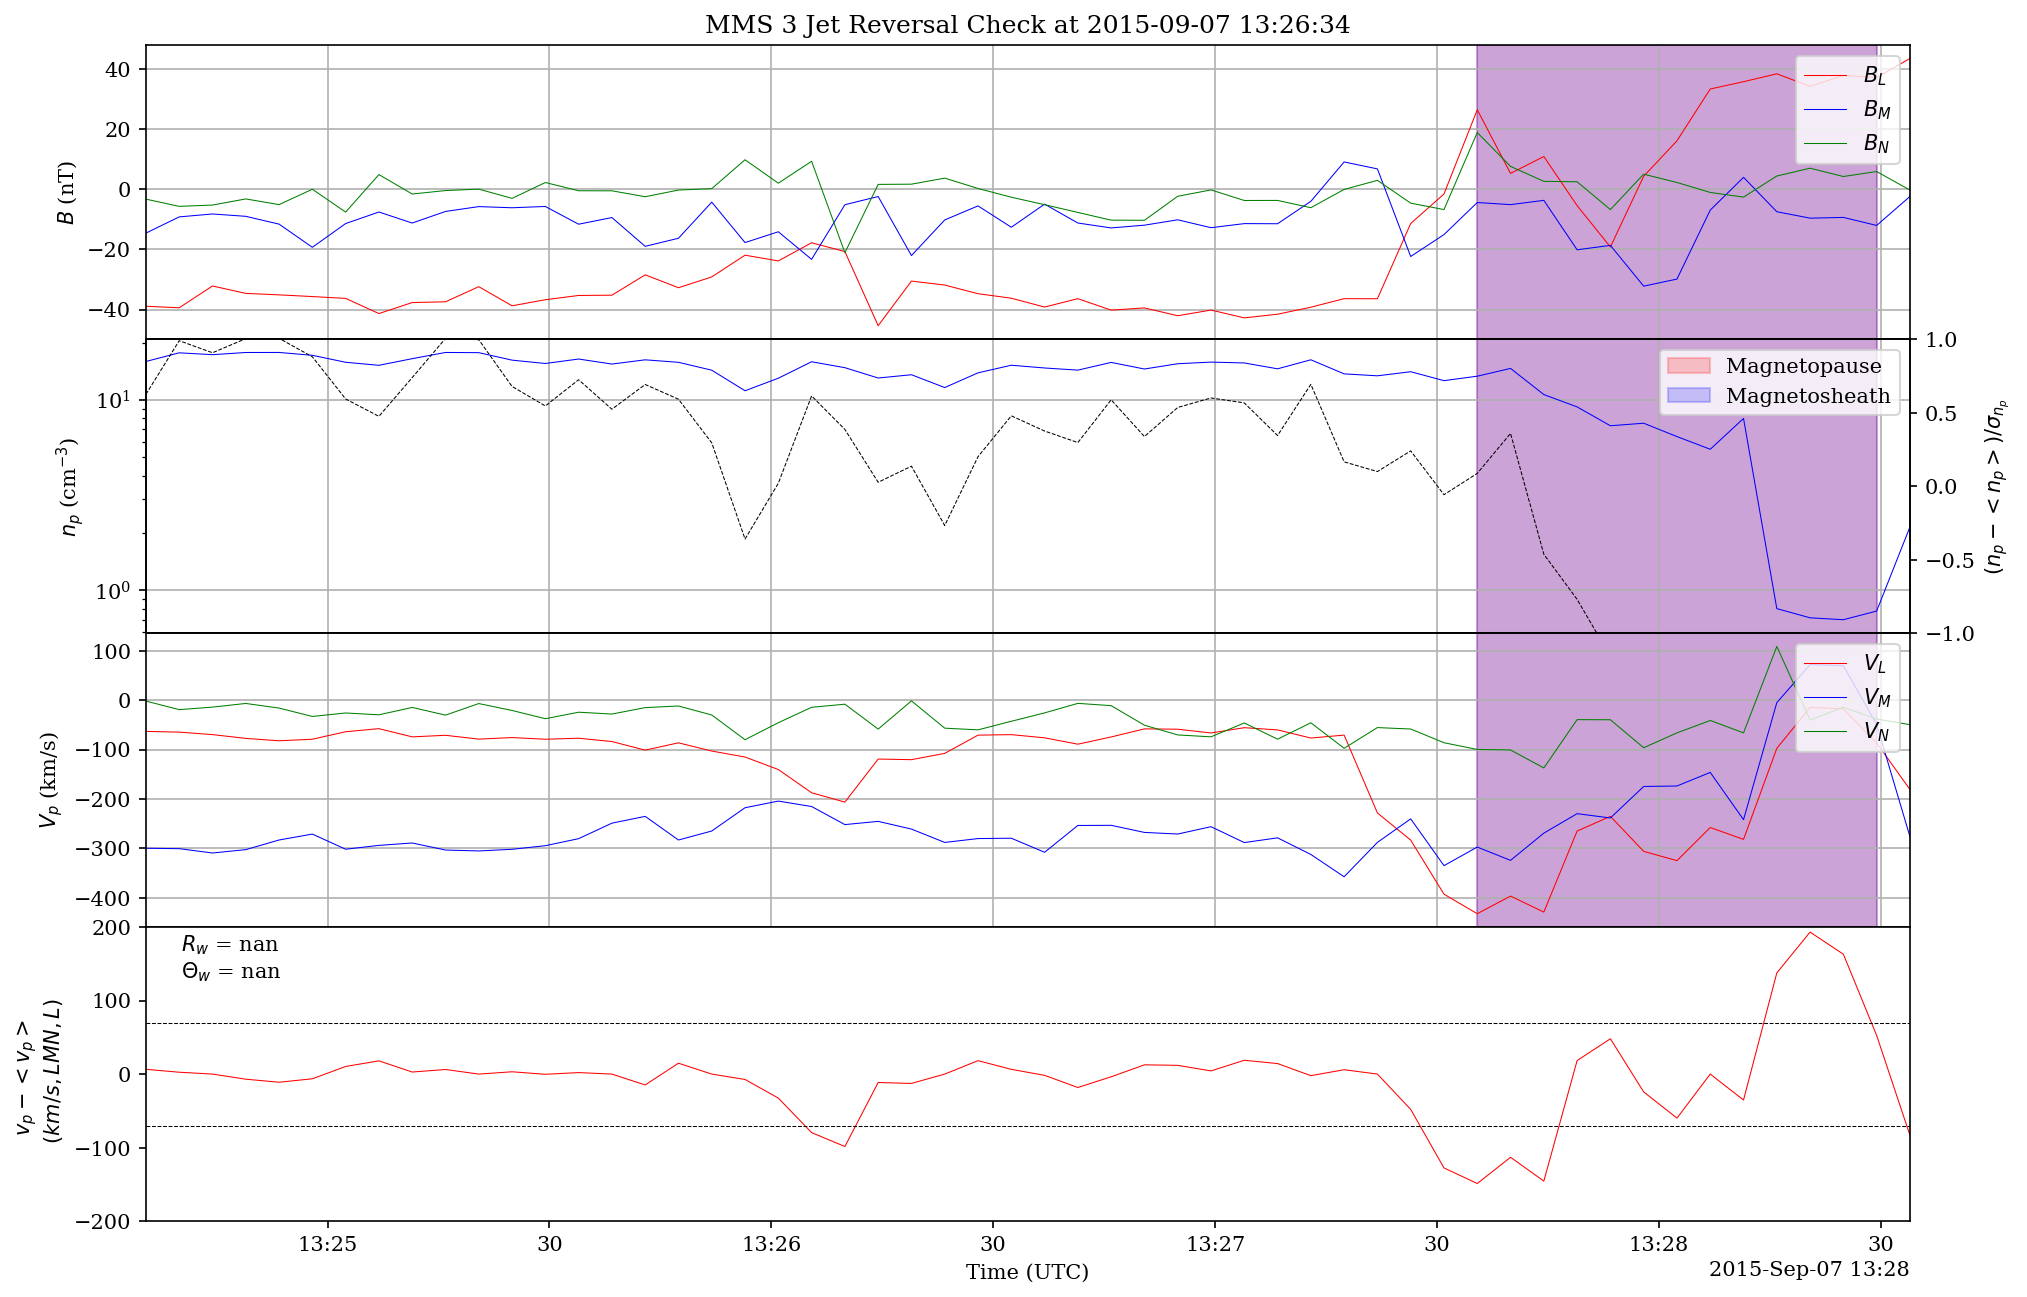 MMS 3 Jet Reversal Check at 2015-09-07 13:26:34
40
20
0
−20
−40
B (nT)
B_L
B_M
B_N
10^1
10^0
n_p (cm^−3)
1.0
0.5
0.0
−0.5
−1.0
(n_p − < n_p >)/σ_{n_p}
Magnetopause
Magnetosheath
100
0
−100
−200
−300
−400
V_p (km/s)
V_L
V_M
V_N
200
100
0
−100
−200
v_p − < v_p >
(km/s, LMN, L)
R_w = nan
Θ_w = nan
13:25 30 13:26 30 13:27 30 13:28 30
Time (UTC)
2015-Sep-07 13:28